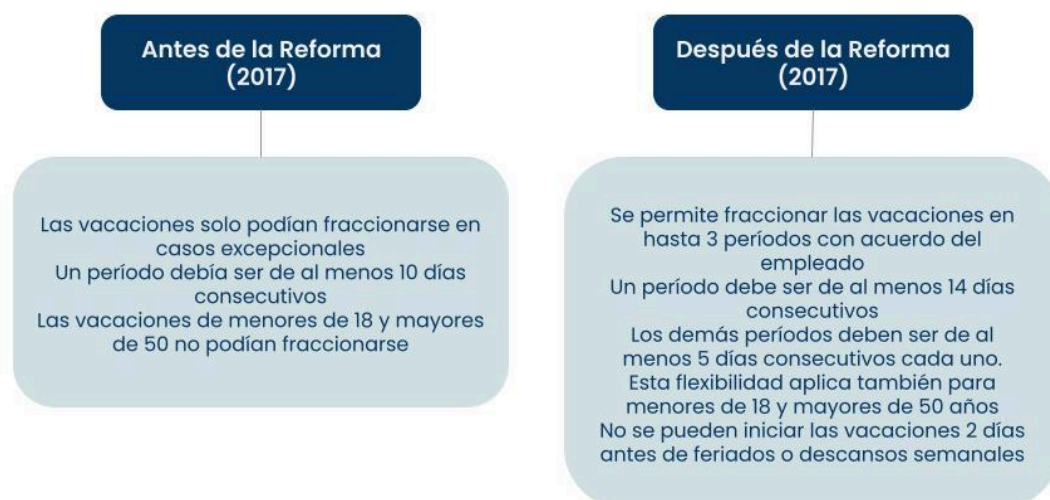 Antes de la Reforma
(2017)
Las vacaciones solo podían fraccionarse en
casos excepcionales
Un período debía ser de al menos 10 días
consecutivos
Las vacaciones de menores de 18 y mayores
de 50 no podían fraccionarse
Después de la Reforma
(2017)
Se permite fraccionar las vacaciones en
hasta 3 períodos con acuerdo del
empleado
Un período debe ser de al menos 14 días
consecutivos
Los demás períodos deben ser de al
menos 5 días consecutivos cada uno.
Esta flexibilidad aplica también para
menores de 18 y mayores de 50 años
No se pueden iniciar las vacaciones 2 días
antes de feriados o descansos semanales